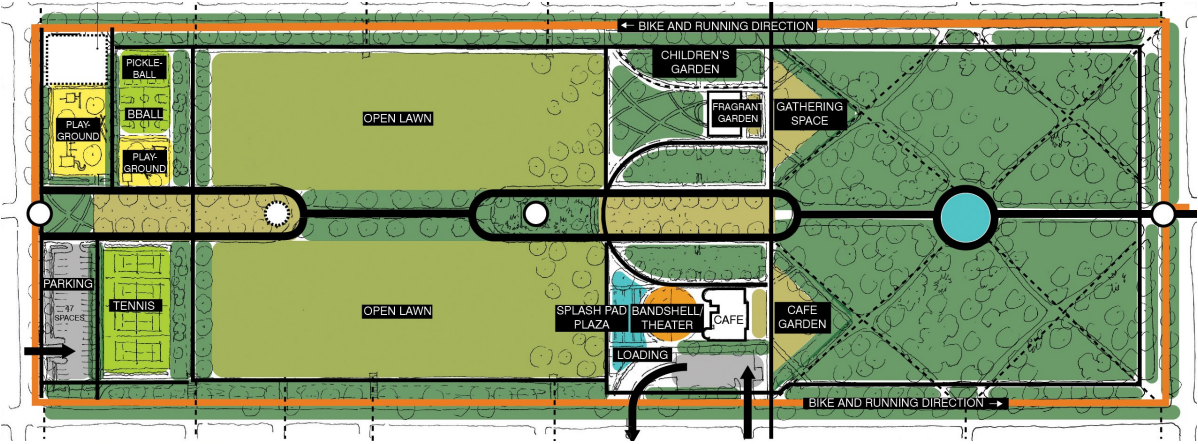 ← BIKE AND RUNNING DIRECTION
PICKLE-
BALL
BBALL
PLAY-
GROUND
PLAY-
GROUND
OPEN LAWN
CHILDREN'S
GARDEN
FRAGRANT
GARDEN
GATHERING
SPACE
PARKING
47
SPACES
TENNIS
OPEN LAWN
SPLASH PAD
PLAZA
BANDSHELL/
THEATER
CAFE
CAFE
GARDEN
LOADING
BIKE AND RUNNING DIRECTION →